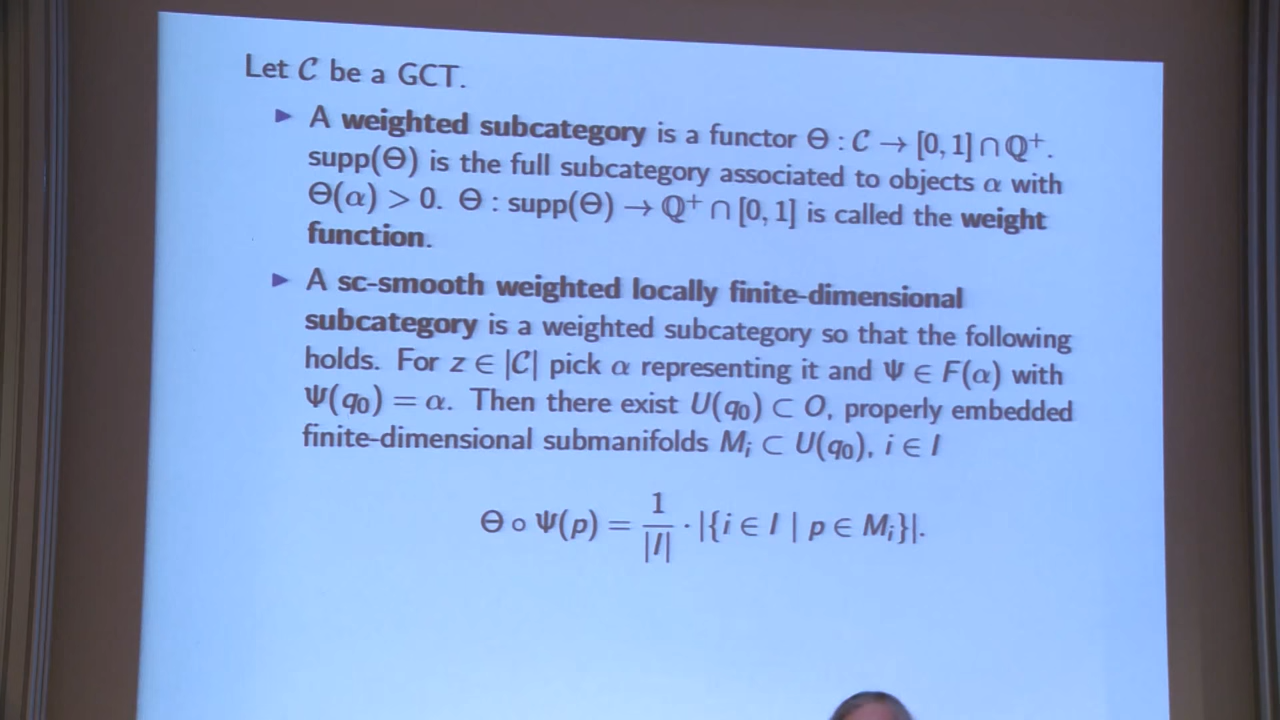 Let 𝒞 be a GCT.
▶ A weighted subcategory is a functor Θ : 𝒞 → [0, 1] ∩ ℚ⁺.
supp(Θ) is the full subcategory associated to objects α with
Θ(α) > 0. Θ : supp(Θ) → ℚ⁺ ∩ [0, 1] is called the weight
function.
▶ A sc-smooth weighted locally finite-dimensional
subcategory is a weighted subcategory so that the following
holds. For z ∈ |𝒞| pick α representing it and Ψ ∈ F(α) with
Ψ(q₀) = α. Then there exist U(q₀) ⊂ O, properly embedded
finite-dimensional submanifolds Mᵢ ⊂ U(q₀), i ∈ I
Θ ∘ Ψ(p) = 1/|I| · |{i ∈ I | p ∈ Mᵢ}|.